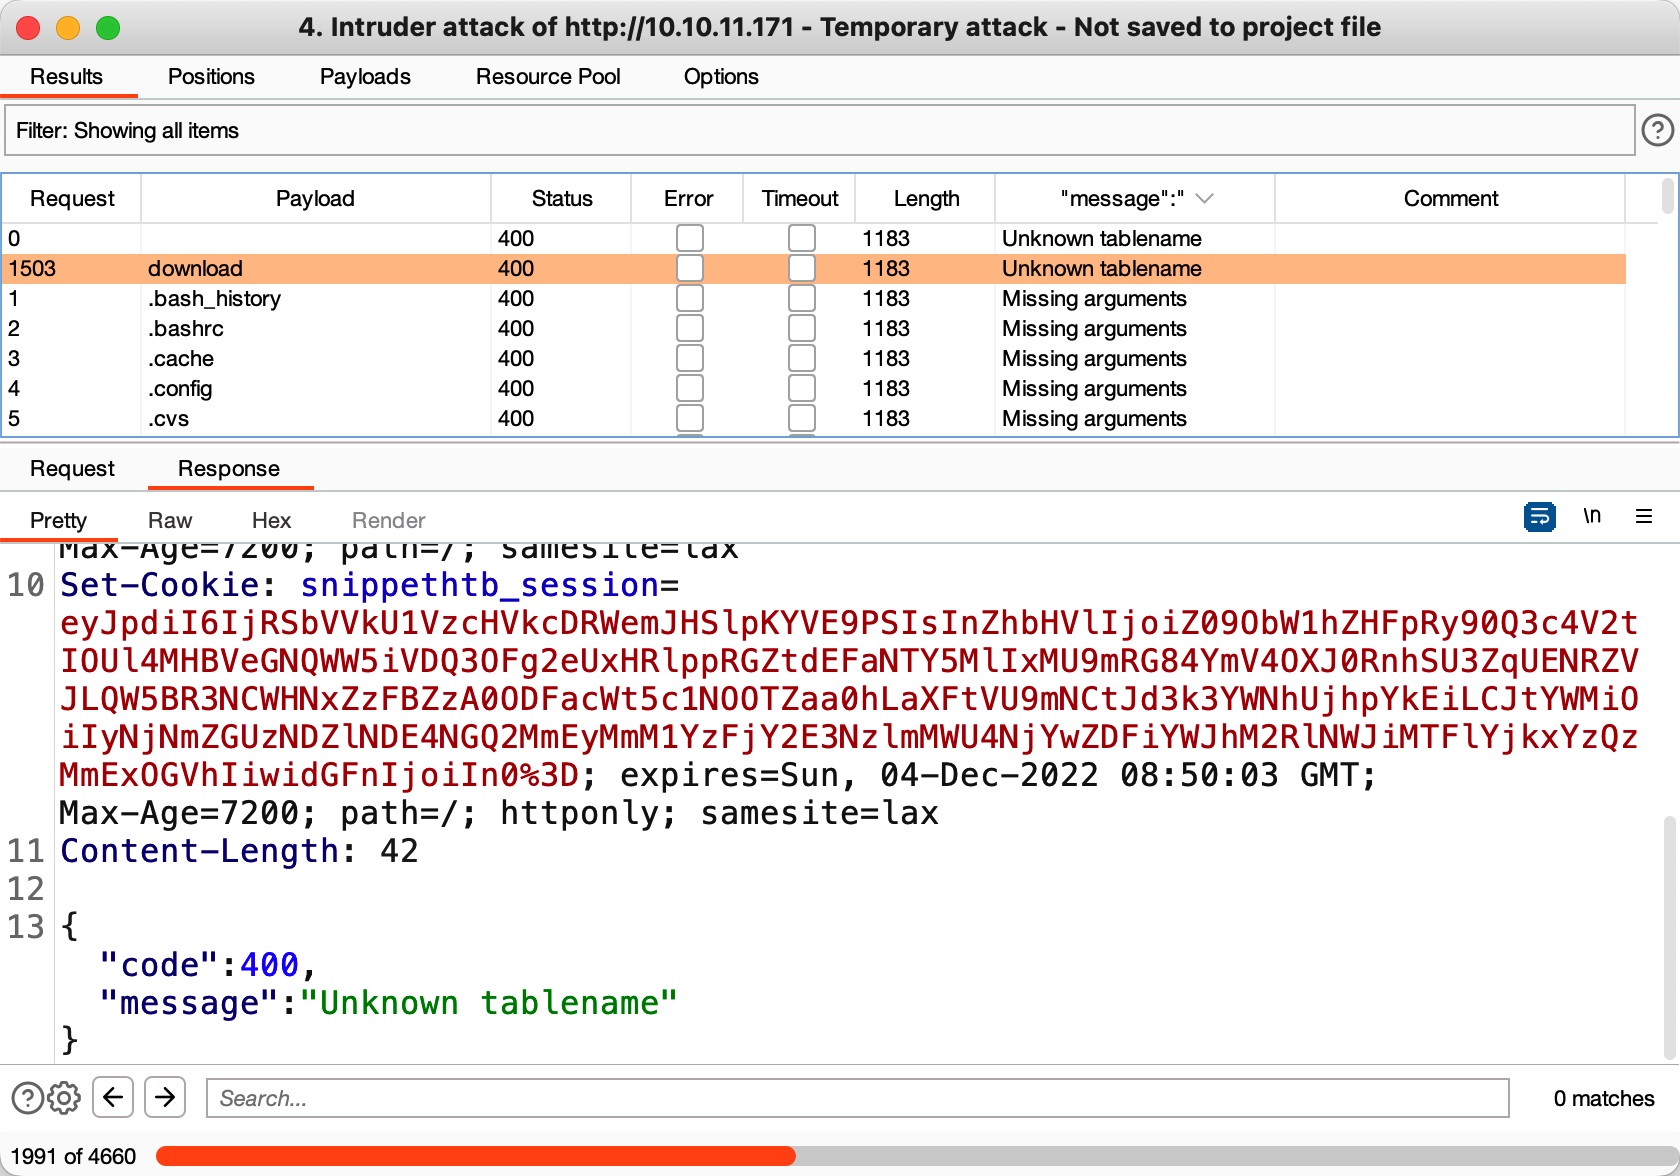 4. Intruder attack of http://10.10.11.171 - Temporary attack - Not saved to project file
Results Positions Payloads Resource Pool Options
Filter: Showing all items
Request Payload Status Error Timeout Length "message":" Comment
0 400 1183 Unknown tablename
1503 download 400 1183 Unknown tablename
1 .bash_history 400 1183 Missing arguments
2 .bashrc 400 1183 Missing arguments
3 .cache 400 1183 Missing arguments
4 .config 400 1183 Missing arguments
5 .cvs 400 1183 Missing arguments
Request Response
Pretty Raw Hex Render \n
Max-Age=7200; path=/; samesite=lax
10 Set-Cookie: snippethtb_session=
eyJpdiI6IjRSbVVkU1VzcHVkcDRWemJHSlpKYVE9PSIsInZhbHVlIjoiZ09ObW1hZHFpRy90Q3c4V2t
IOUl4MHBVeGNQWW5iVDQ3OFg2eUxHRlppRGZtdEFaNTY5MlIxMU9mRG84YmV4OXJ0RnhSU3ZqUENRZV
JLQW5BR3NCWHNxZzFBZzA0ODFacWt5c1NOOTZaa0hLaXFtVU9mNCtJd3k3YWNhUjhpYkEiLCJtYWMiO
iIyNjNmZGUzNDZlNDE4NGQ2MmEyMmM1YzFjY2E3NzlmMWU4NjYwZDFiYWJhM2RlNWJiMTFlYjkxYzQz
MmExOGVhIiwidGFnIjoiIn0%3D; expires=Sun, 04-Dec-2022 08:50:03 GMT;
Max-Age=7200; path=/; httponly; samesite=lax
11 Content-Length: 42
12
13 {
"code":400,
"message":"Unknown tablename"
}
Search... 0 matches
1991 of 4660